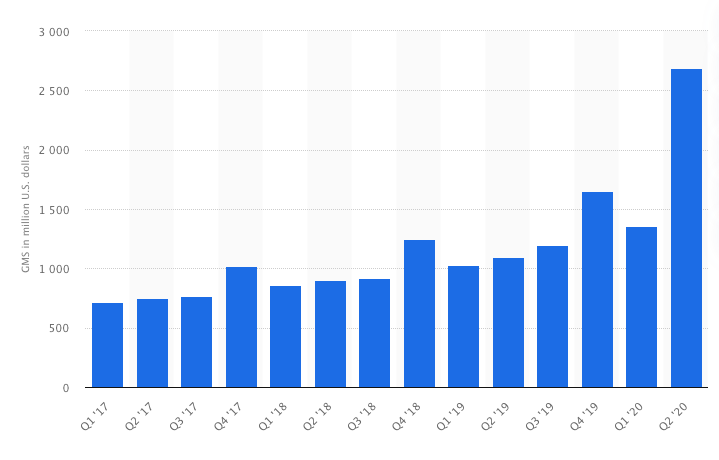 GMS in million U.S. dollars
3 000
2 500
2 000
1 500
1 000
500
0
Q1 '17
Q2 '17
Q3 '17
Q4 '17
Q1 '18
Q2 '18
Q3 '18
Q4 '18
Q1 '19
Q2 '19
Q3 '19
Q4 '19
Q1 '20
Q2 '20